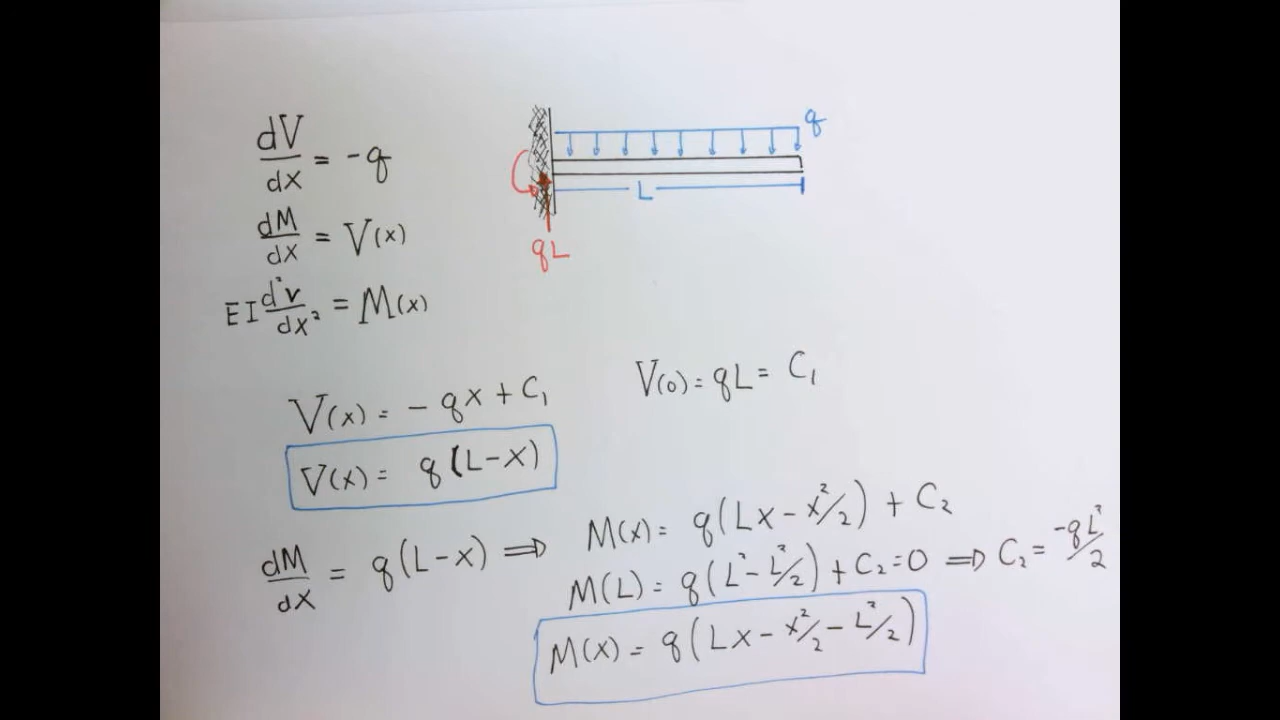 dV/dx = -q
q
L
qL
dM/dx = V(x)
EI d²v/dx² = M(x)
V(x) = - qx + C₁
V(0) = qL = C₁
V(x) = q(L-x)
dM/dx = q(L-x) ⇒ M(x) = q(Lx - x²/2) + C₂
M(L) = q(L² - L²/2) + C₂ = 0 ⇒ C₂ = -qL²/2
M(x) = q(Lx - x²/2 - L²/2)